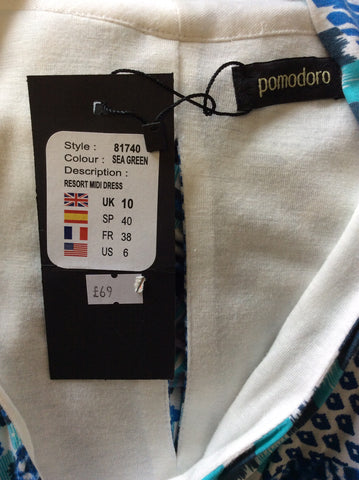 pomodoro
Style : 81740
Colour : SEA GREEN
Description :
RESORT MIDI DRESS
UK 10
SP 40
FR 38
US 6
£69